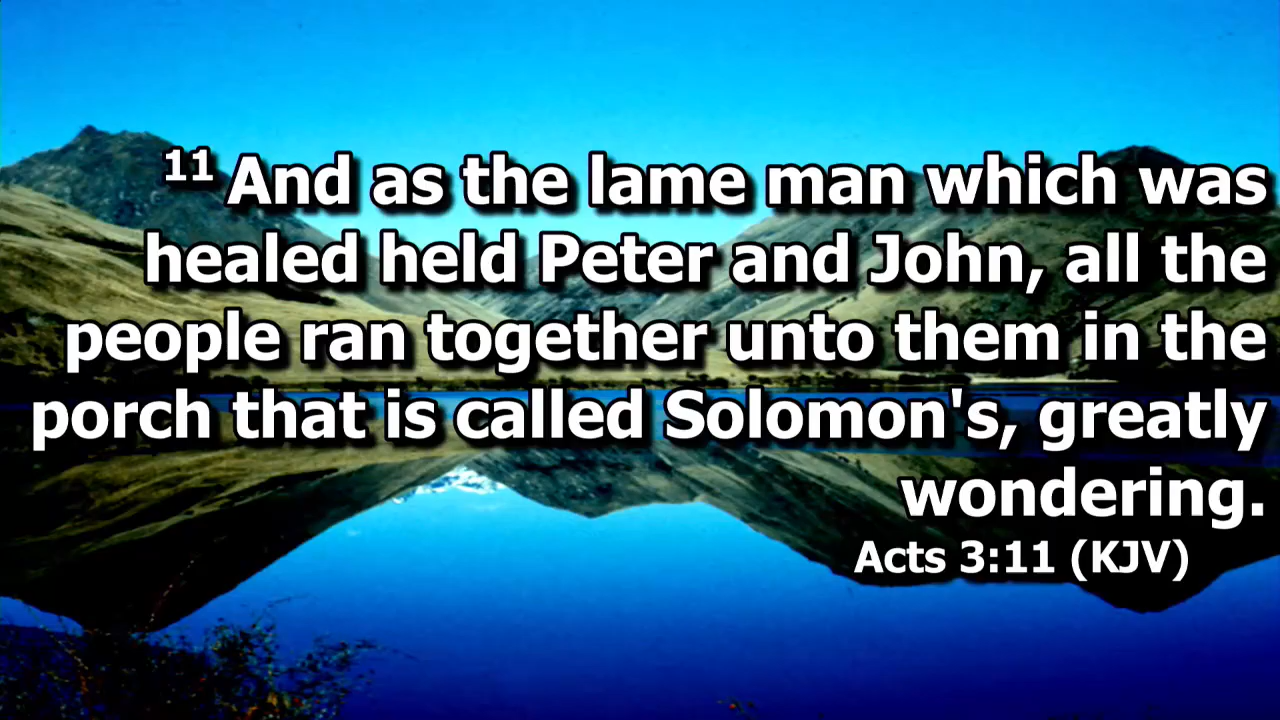 11 And as the lame man which was
healed held Peter and John, all the
people ran together unto them in the
porch that is called Solomon's, greatly
wondering.
Acts 3:11 (KJV)